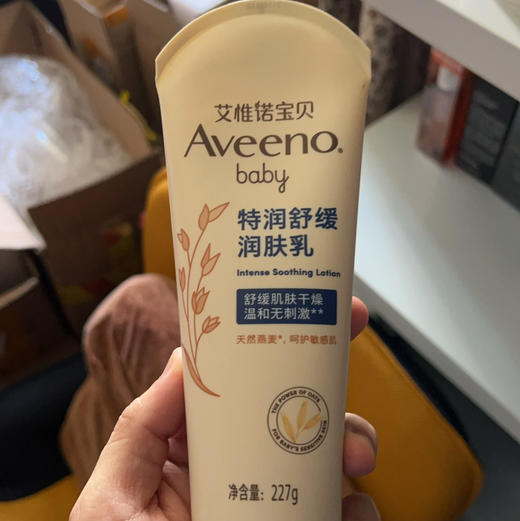 艾惟诺宝贝
Aveeno®
baby
特润舒缓
润肤乳
Intense Soothing Lotion
舒缓肌肤干燥
温和无刺激**
天然燕麦*，呵护敏感肌
THE POWER OF OATS
FOR BABY'S SENSITIVE SKIN
净含量：227g